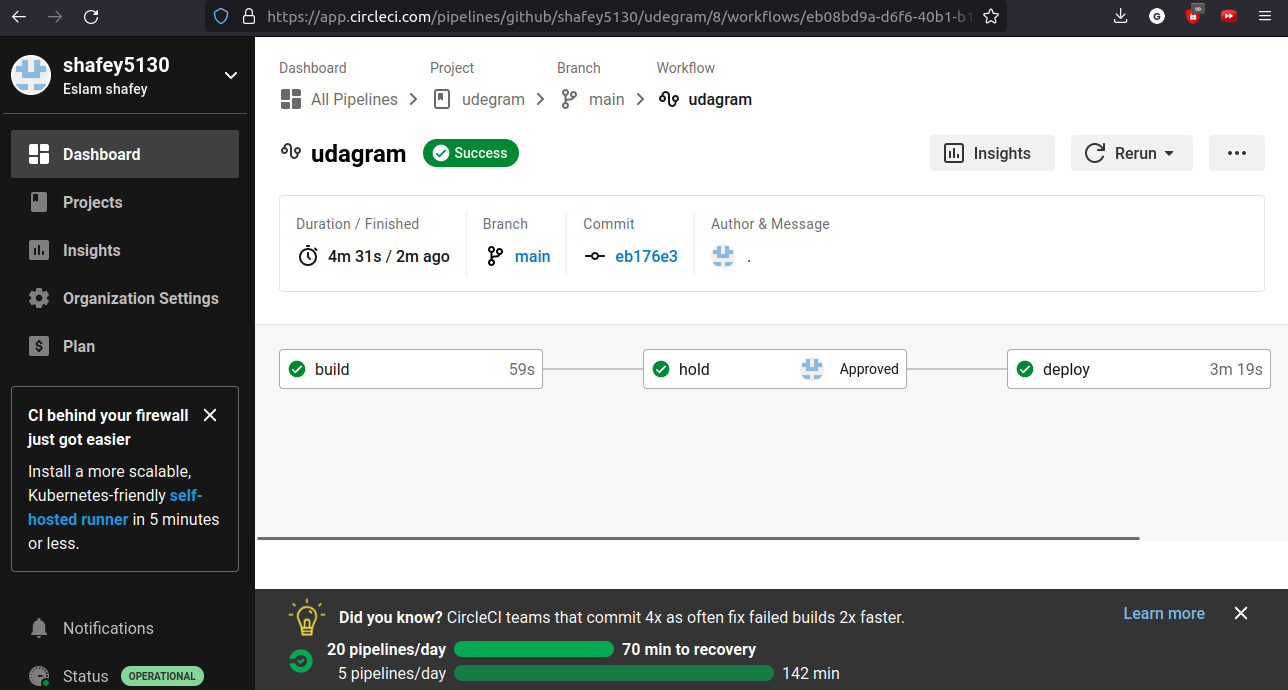 https://app.circleci.com/pipelines/github/shafey5130/udegram/8/workflows/eb08bd9a-d6f6-40b1-b1
shafey5130
Eslam shafey
Dashboard
Projects
Insights
Organization Settings
Plan
CI behind your firewall
just got easier
Install a more scalable,
Kubernetes-friendly self-
hosted runner in 5 minutes
or less.
Notifications
Status OPERATIONAL
Dashboard Project Branch Workflow
All Pipelines udegram main udagram
udagram Success Insights Rerun
Duration / Finished Branch Commit Author & Message
4m 31s / 2m ago main eb176e3 .
build 59s hold Approved deploy 3m 19s
Did you know? CircleCI teams that commit 4x as often fix failed builds 2x faster. Learn more
20 pipelines/day 70 min to recovery
5 pipelines/day 142 min